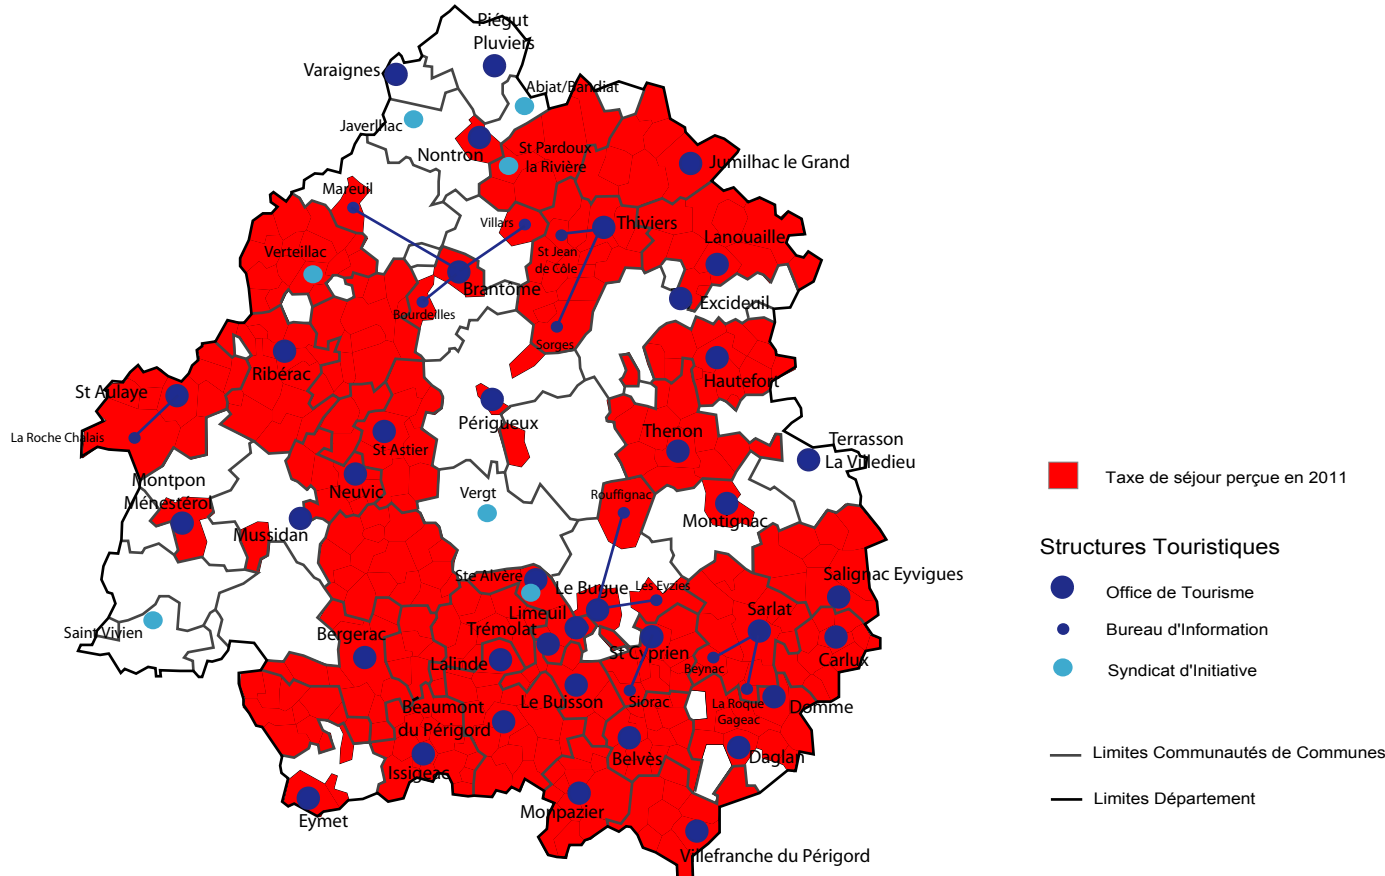 Piégut
Pluviers
Varaignes
Abjat/Bandiat
Javerlhac
Nontron
St Pardoux
la Rivière
Jumilhac le Grand
Mareuil
Villars
Thiviers
Lanouaille
Verteillac
St Jean
de Côle
Brantôme
Excideuil
Bourdeilles
Sorges
Ribérac
Hautefort
St Aulaye
Périgueux
La Roche Chalais
St Astier
Thenon
Terrasson
La Villedieu
Montpon
Ménestérol
Neuvic
Vergt
Rouffignac
Montignac
Mussidan
Ste Alvère
Le Bugue
Les Eyzies
Salignac Eyvigues
Limeuil
Sarlat
Saint Vivien
Bergerac
Trémolat
St Cyprien
Lalinde
Beynac
Carlux
Beaumont
du Périgord
Le Buisson
Siorac
La Roque
Gageac
Domme
Issigeac
Belvès
Daglan
Eymet
Monpazier
Villefranche du Périgord
Taxe de séjour perçue en 2011
Structures Touristiques
Office de Tourisme
Bureau d'Information
Syndicat d'Initiative
Limites Communautés de Communes
Limites Département